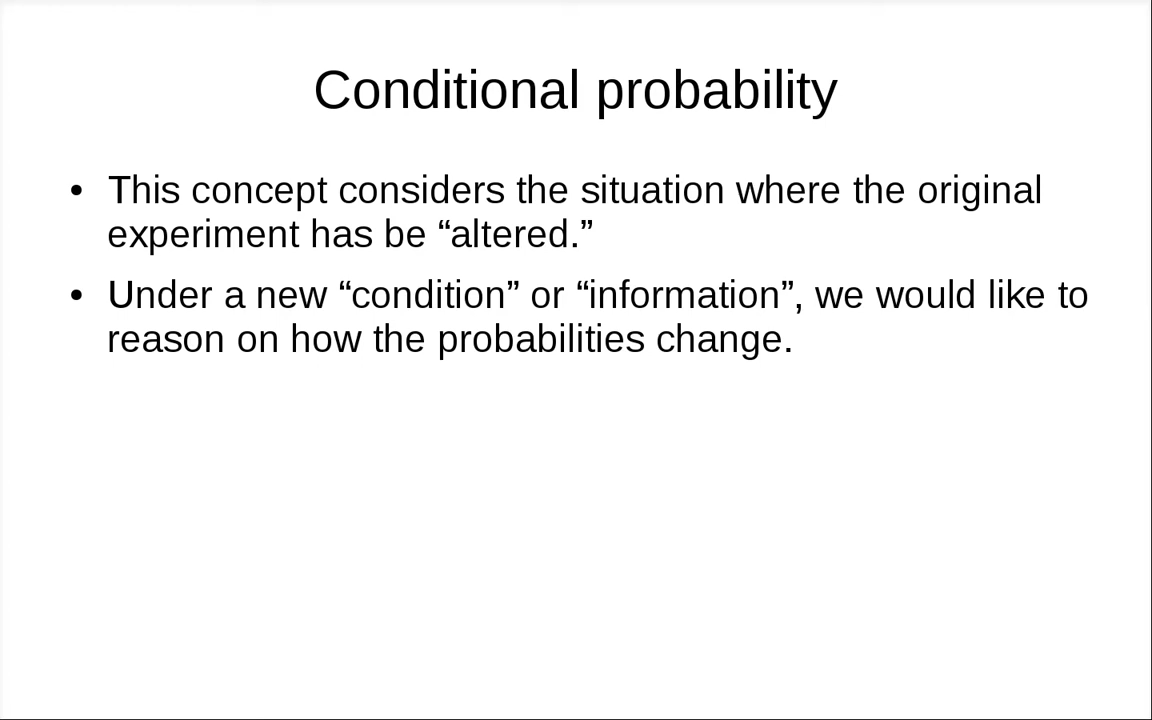 Conditional probability
• This concept considers the situation where the original
experiment has be “altered.”
• Under a new “condition” or “information”, we would like to
reason on how the probabilities change.